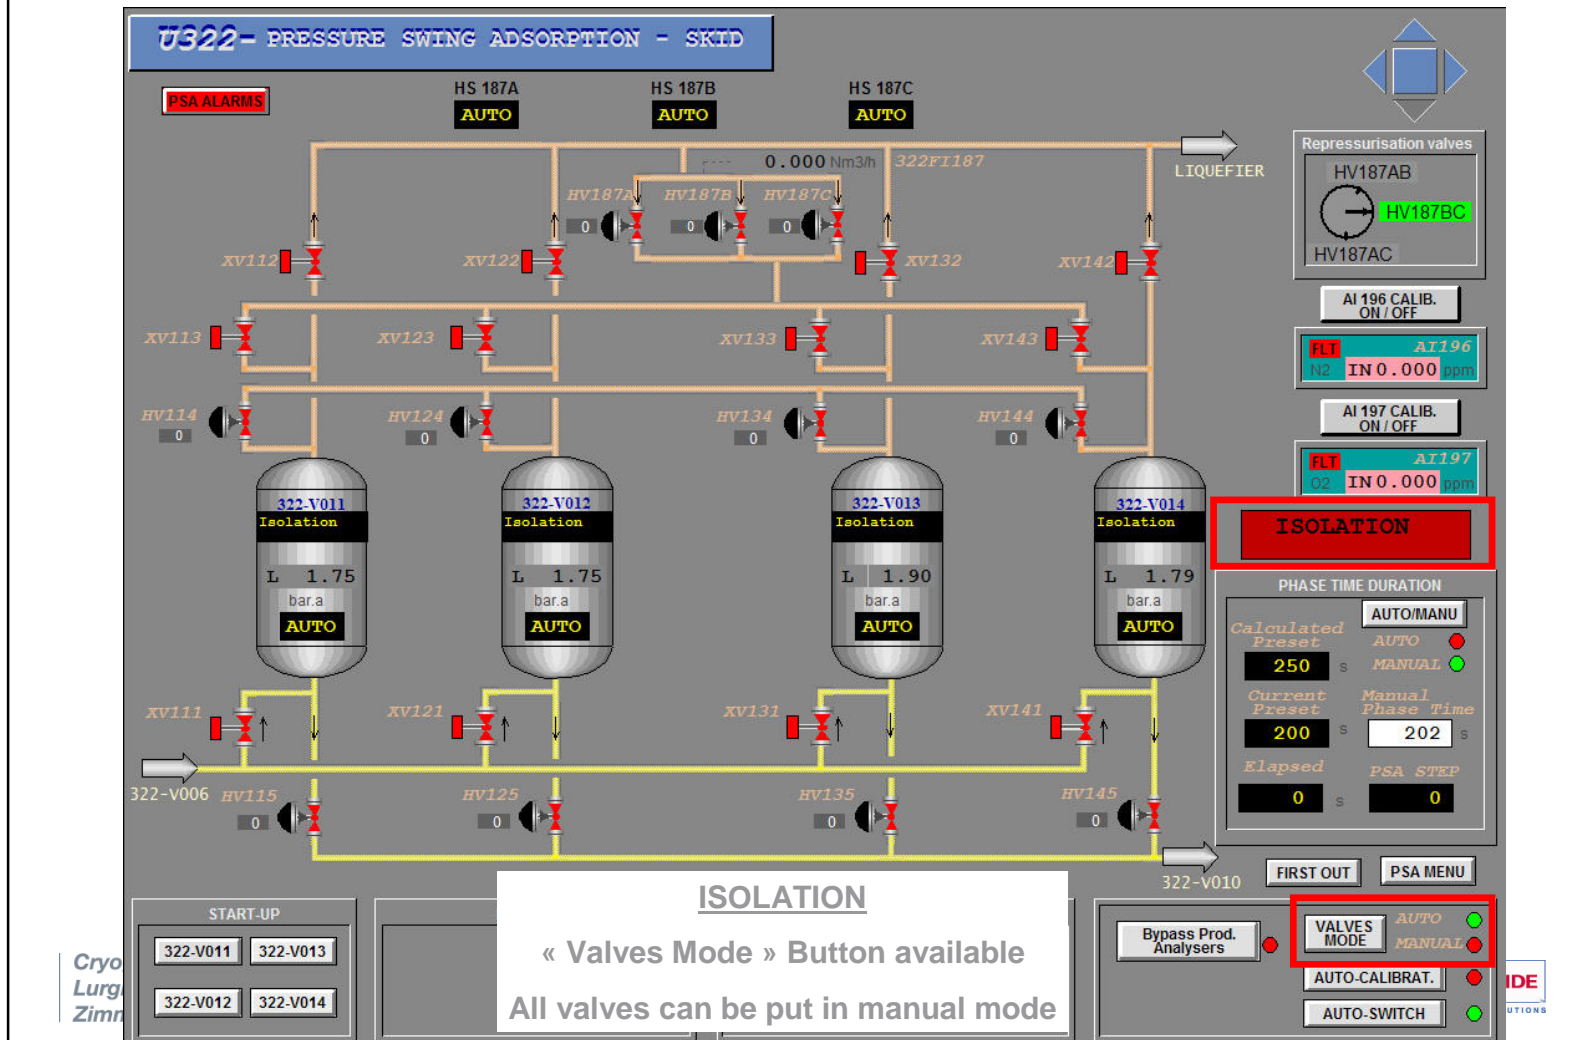 U322- PRESSURE SWING ADSORPTION - SKID
PSA ALARMS
HS 187A
AUTO
HS 187B
AUTO
HS 187C
AUTO
0.000 Nm3/h 322FI187
LIQUEFIER
HV187A
0
HV187B
0
HV187C
0
XV112
XV122
XV132
XV142
XV113
XV123
XV133
XV143
HV114
0
HV124
0
HV134
0
HV144
0
322-V011
Isolation
L 1.75
bar.a
AUTO
322-V012
Isolation
L 1.75
bar.a
AUTO
322-V013
Isolation
L 1.90
bar.a
AUTO
322-V014
Isolation
L 1.79
bar.a
AUTO
XV111
XV121
XV131
XV141
322-V006
HV115
0
HV125
0
HV135
0
HV145
0
322-V010
Repressurisation valves
HV187AB
HV187BC
HV187AC
AI 196 CALIB.
ON / OFF
FLT AI196
N2 IN 0.000 ppm
AI 197 CALIB.
ON / OFF
FLT AI197
O2 IN 0.000 ppm
ISOLATION
PHASE TIME DURATION
AUTO/MANU
Calculated
Preset
250 s
AUTO
MANUAL
Current
Preset
200 s
Manual
Phase Time
202 s
Elapsed
0 s
PSA STEP
0
FIRST OUT
PSA MENU
START-UP
322-V011 322-V013
322-V012 322-V014
ISOLATION
« Valves Mode » Button available
All valves can be put in manual mode
Bypass Prod.
Analysers
VALVES
MODE
AUTO
MANUAL
AUTO-CALIBRAT.
AUTO-SWITCH
Cryo
Lurg
Zimm
IDE
UTIONS